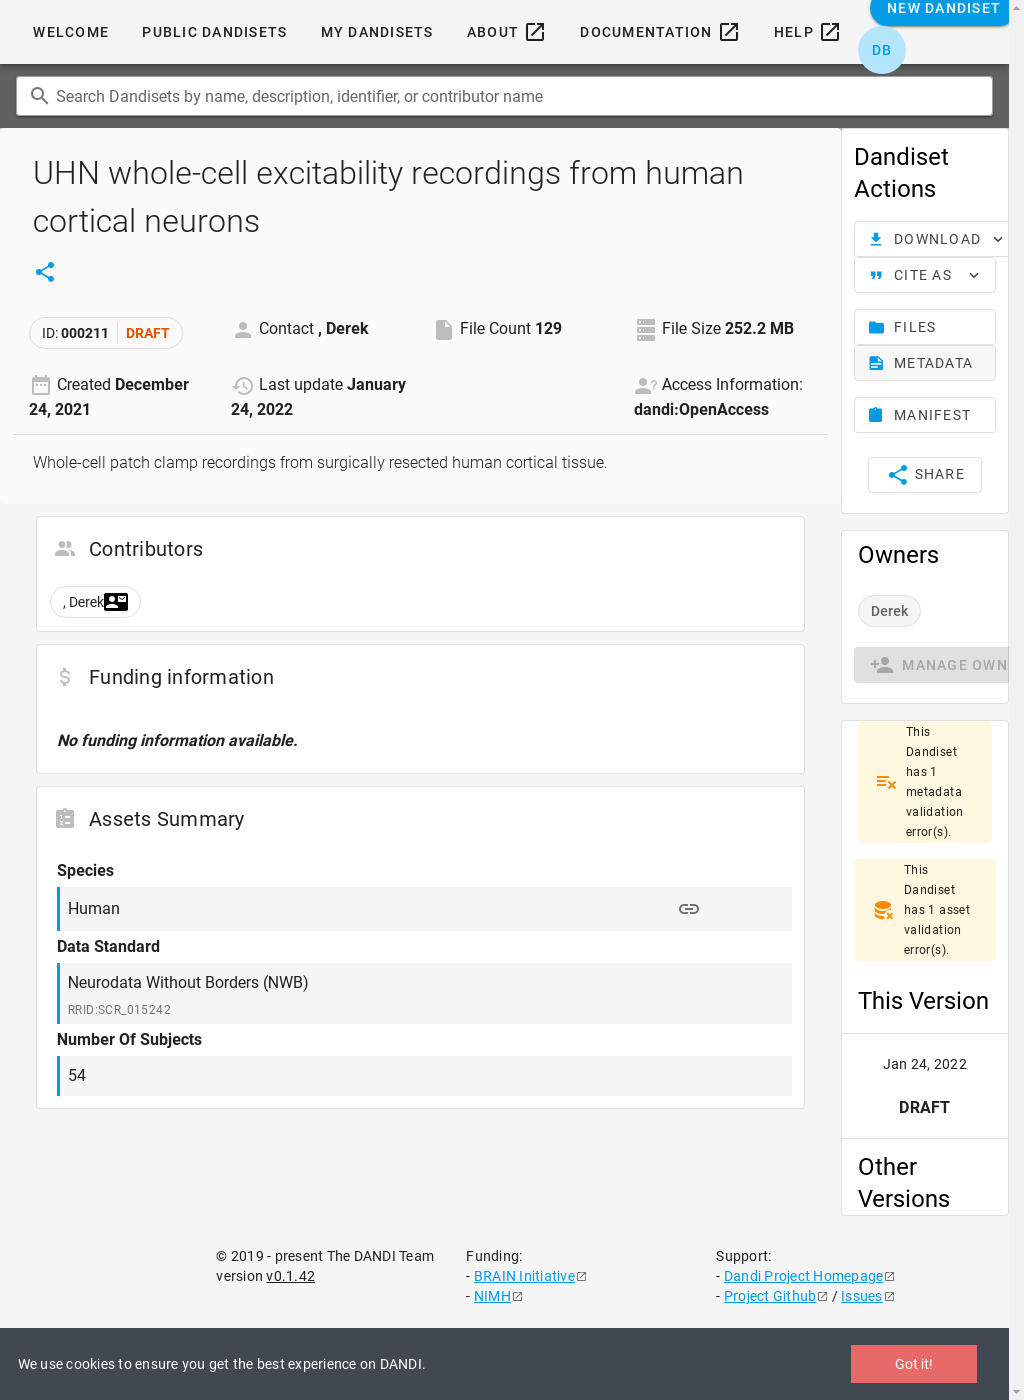 WELCOME
PUBLIC DANDISETS
MY DANDISETS
ABOUT
DOCUMENTATION
HELP
NEW DANDISET
DB
Search Dandisets by name, description, identifier, or contributor name
UHN whole-cell excitability recordings from human
cortical neurons
ID: 000211
DRAFT
Contact , Derek
File Count 129
File Size 252.2 MB
Created December
24, 2021
Last update January
24, 2022
Access Information:
dandi:OpenAccess
Whole-cell patch clamp recordings from surgically resected human cortical tissue.
Contributors
, Derek
Funding information
No funding information available.
Assets Summary
Species
Human
Data Standard
Neurodata Without Borders (NWB)
RRID:SCR_015242
Number Of Subjects
54
Dandiset
Actions
DOWNLOAD
CITE AS
FILES
METADATA
MANIFEST
SHARE
Owners
Derek
MANAGE OWN
This
Dandiset
has 1
metadata
validation
error(s).
This
Dandiset
has 1 asset
validation
error(s).
This Version
Jan 24, 2022
DRAFT
Other
Versions
© 2019 - present The DANDI Team
version v0.1.42
Funding:
- BRAIN Initiative
- NIMH
Support:
- Dandi Project Homepage
- Project Github / Issues
We use cookies to ensure you get the best experience on DANDI.
Got it!